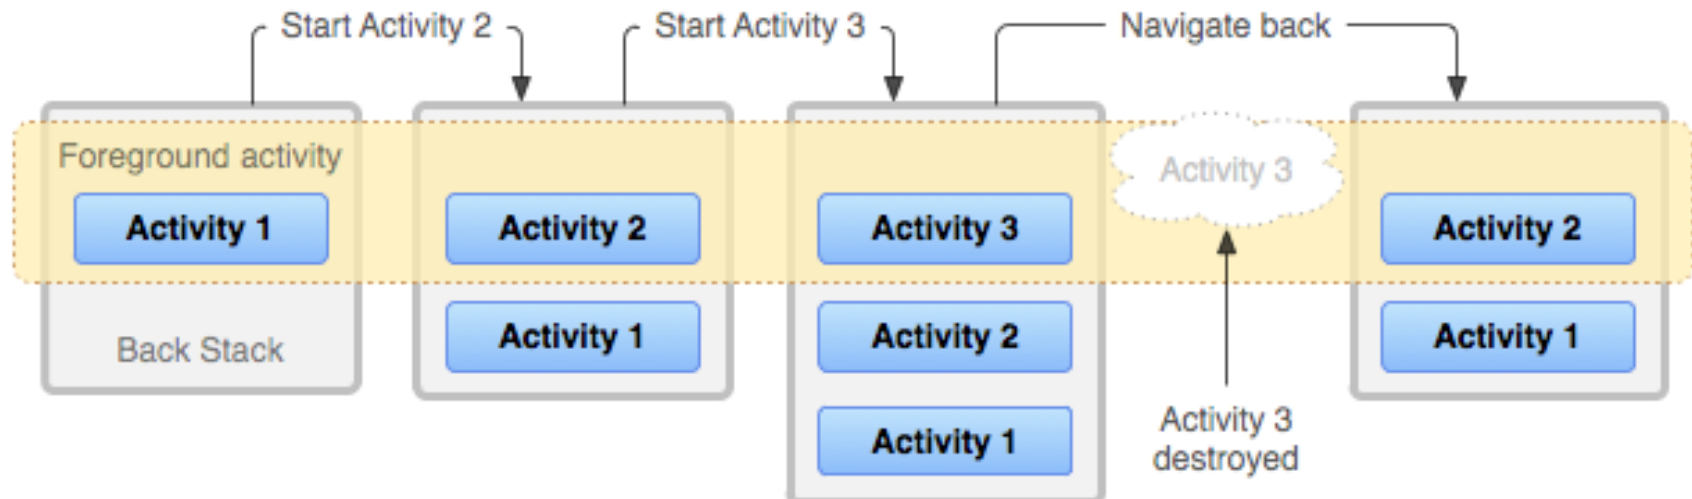 Start Activity 2
Start Activity 3
Navigate back
Foreground activity
Activity 1
Back Stack
Activity 2
Activity 1
Activity 3
Activity 2
Activity 1
Activity 3
Activity 3
destroyed
Activity 2
Activity 1